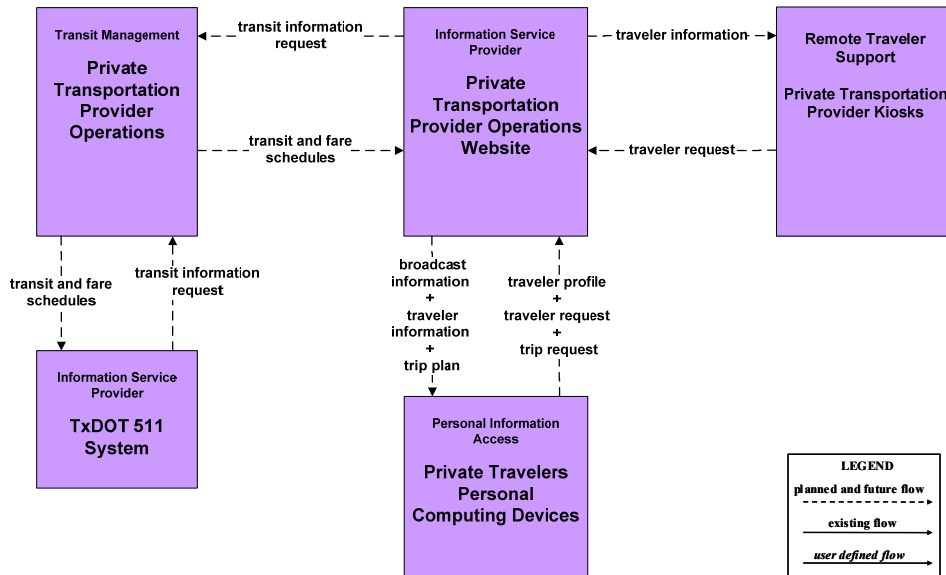 Transit Management
Private
Transportation
Provider
Operations
transit information
request
transit and fare
schedules
Information Service
Provider
Private
Transportation
Provider Operations
Website
traveler information
traveler request
Remote Traveler
Support
Private Transportation
Provider Kiosks
transit and fare
schedules
transit information
request
broadcast
information
+
traveler
information
+
trip plan
traveler profile
+
traveler request
+
trip request
Information Service
Provider
TxDOT 511
System
Personal Information
Access
Private Travelers
Personal
Computing Devices
LEGEND
planned and future flow
existing flow
user defined flow